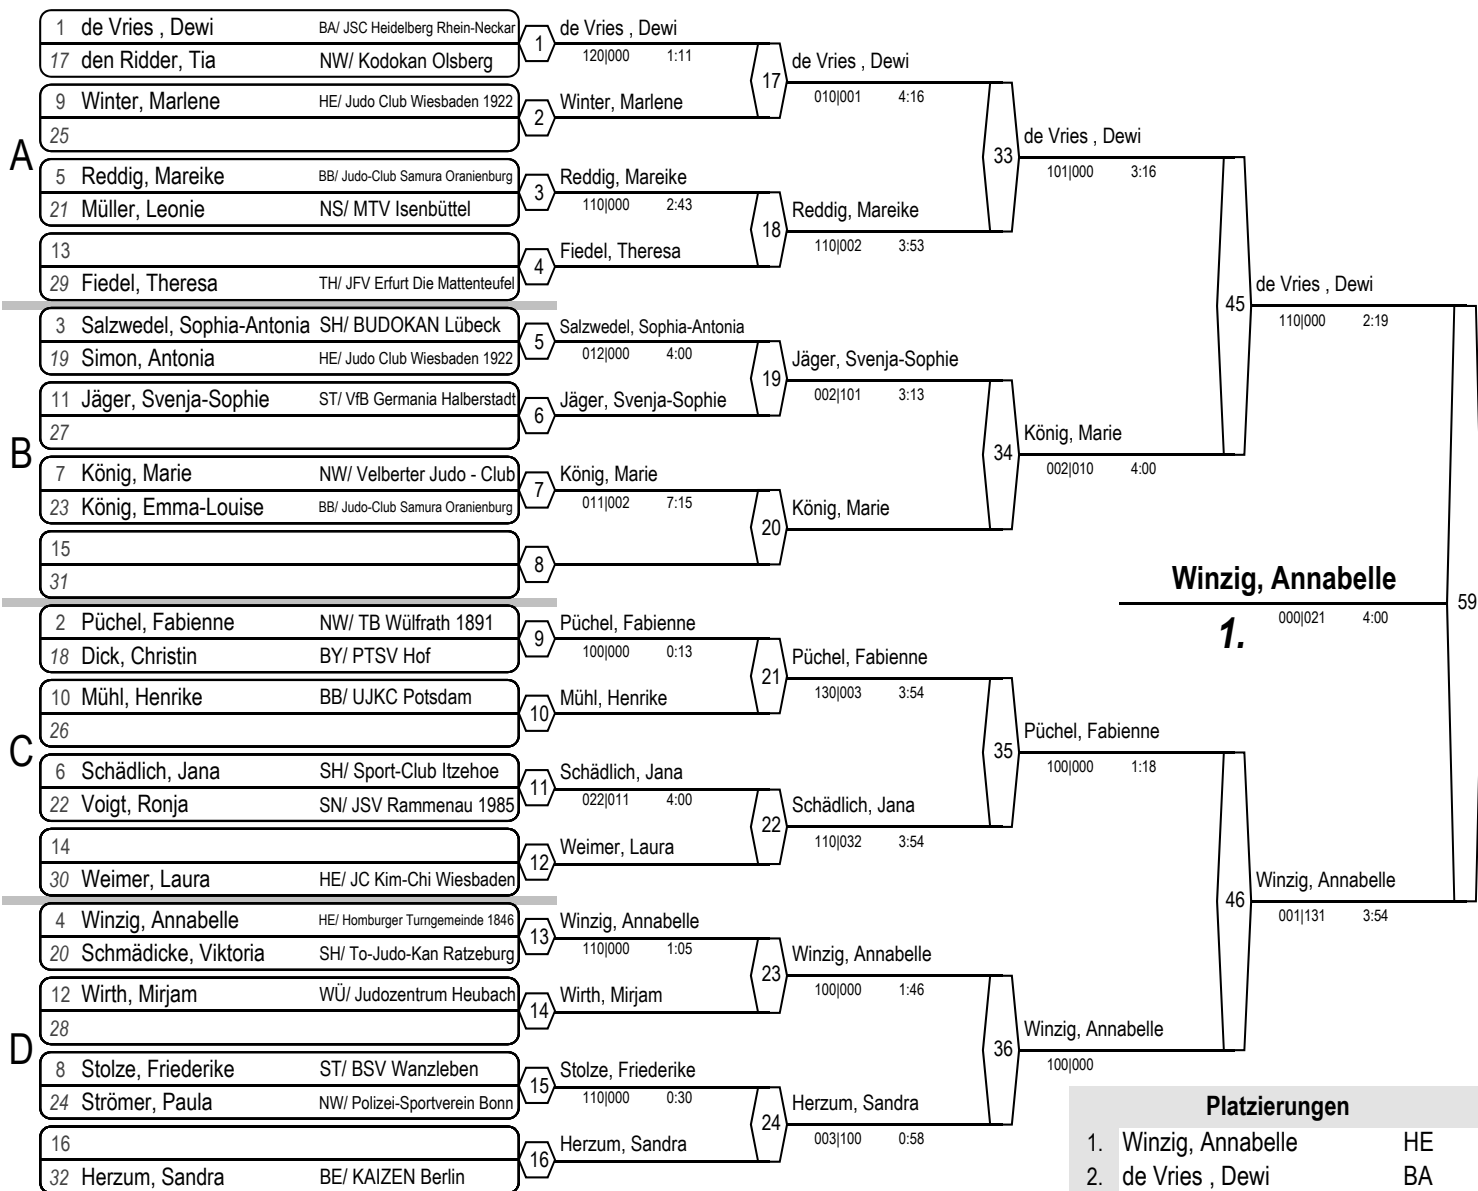 1 de Vries , Dewi BA/ JSC Heidelberg Rhein-Neckar
17 den Ridder, Tia NW/ Kodokan Olsberg
9 Winter, Marlene HE/ Judo Club Wiesbaden 1922
25
A
5 Reddig, Mareike BB/ Judo-Club Samura Oranienburg
21 Müller, Leonie NS/ MTV Isenbüttel
13
29 Fiedel, Theresa TH/ JFV Erfurt Die Mattenteufel
3 Salzwedel, Sophia-Antonia SH/ BUDOKAN Lübeck
19 Simon, Antonia HE/ Judo Club Wiesbaden 1922
11 Jäger, Svenja-Sophie ST/ VfB Germania Halberstadt
27
B
7 König, Marie NW/ Velberter Judo - Club
23 König, Emma-Louise BB/ Judo-Club Samura Oranienburg
15
31
2 Püchel, Fabienne NW/ TB Wülfrath 1891
18 Dick, Christin BY/ PTSV Hof
10 Mühl, Henrike BB/ UJKC Potsdam
26
C
6 Schädlich, Jana SH/ Sport-Club Itzehoe
22 Voigt, Ronja SN/ JSV Rammenau 1985
14
30 Weimer, Laura HE/ JC Kim-Chi Wiesbaden
4 Winzig, Annabelle HE/ Homburger Turngemeinde 1846
20 Schmädicke, Viktoria SH/ To-Judo-Kan Ratzeburg
12 Wirth, Mirjam WÜ/ Judozentrum Heubach
28
D
8 Stolze, Friederike ST/ BSV Wanzleben
24 Strömer, Paula NW/ Polizei-Sportverein Bonn
16
32 Herzum, Sandra BE/ KAIZEN Berlin
1 de Vries , Dewi
120|000 1:11
2 Winter, Marlene
3 Reddig, Mareike
110|000 2:43
4 Fiedel, Theresa
5 Salzwedel, Sophia-Antonia
012|000 4:00
6 Jäger, Svenja-Sophie
7 König, Marie
011|002 7:15
8
9 Püchel, Fabienne
100|000 0:13
10 Mühl, Henrike
11 Schädlich, Jana
022|011 4:00
12 Weimer, Laura
13 Winzig, Annabelle
110|000 1:05
14 Wirth, Mirjam
15 Stolze, Friederike
110|000 0:30
16 Herzum, Sandra
17 de Vries , Dewi
010|001 4:16
18 Reddig, Mareike
110|002 3:53
19 Jäger, Svenja-Sophie
002|101 3:13
20 König, Marie
21 Püchel, Fabienne
130|003 3:54
22 Schädlich, Jana
110|032 3:54
23 Winzig, Annabelle
100|000 1:46
24 Herzum, Sandra
003|100 0:58
33 de Vries , Dewi
101|000 3:16
34 König, Marie
002|010 4:00
35 Püchel, Fabienne
100|000 1:18
36 Winzig, Annabelle
100|000
45 de Vries , Dewi
110|000 2:19
46 Winzig, Annabelle
001|131 3:54
Winzig, Annabelle
59
1. 000|021 4:00
Platzierungen
1. Winzig, Annabelle HE
2. de Vries , Dewi BA